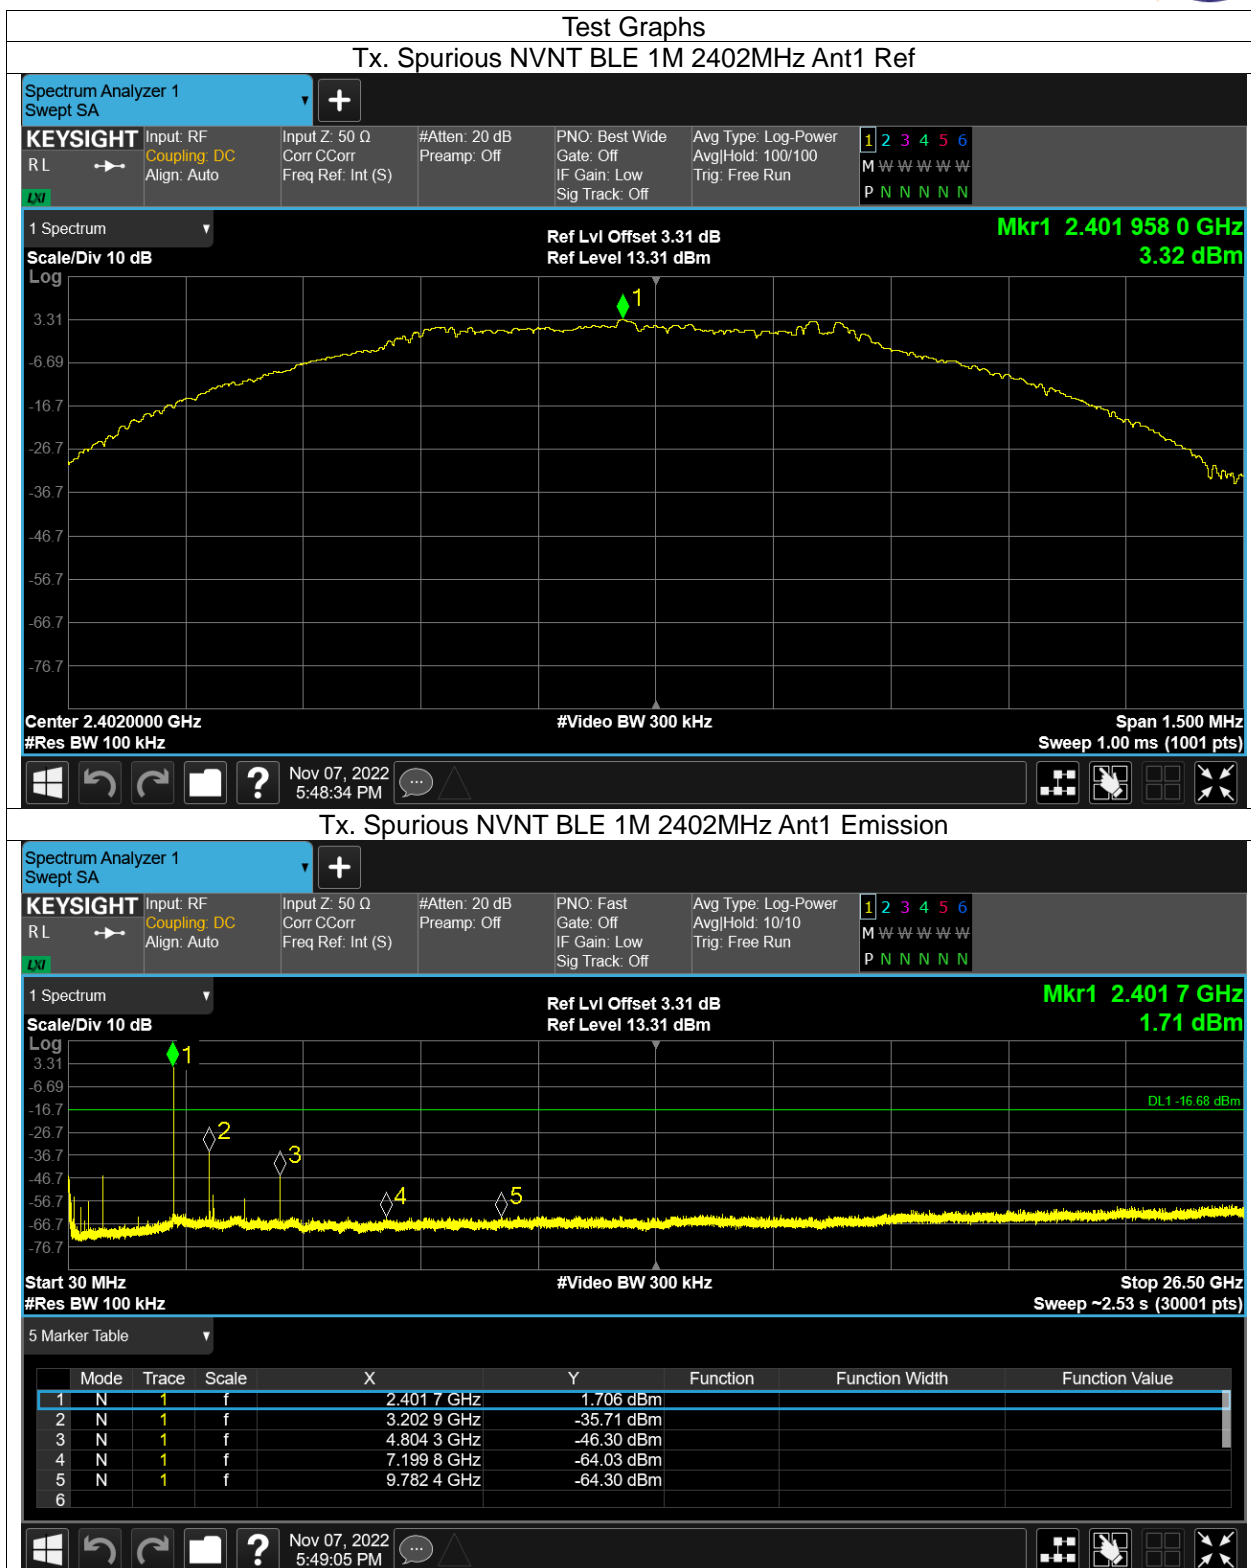 Test Graphs
Tx. Spurious NVNT BLE 1M 2402MHz Ant1 Ref
Spectrum Analyzer 1
Swept SA
KEYSIGHT Input: RF Input Z: 50 Ω #Atten: 20 dB PNO: Best Wide Avg Type: Log-Power 1 2 3 4 5 6
R L Coupling: DC Corr CCorr Preamp: Off Gate: Off Avg|Hold: 100/100 M W W W W W
Align: Auto Freq Ref: Int (S) IF Gain: Low Trig: Free Run
LXI Sig Track: Off P N N N N N
1 Spectrum Ref Lvl Offset 3.31 dB Mkr1 2.401 958 0 GHz
Scale/Div 10 dB Ref Level 13.31 dBm 3.32 dBm
Log
1
3.31
-6.69
-16.7
-26.7
-36.7
-46.7
-56.7
-66.7
-76.7
Center 2.4020000 GHz #Video BW 300 kHz Span 1.500 MHz
#Res BW 100 kHz Sweep 1.00 ms (1001 pts)
? Nov 07, 2022
5:48:34 PM
Tx. Spurious NVNT BLE 1M 2402MHz Ant1 Emission
Spectrum Analyzer 1
Swept SA
KEYSIGHT Input: RF Input Z: 50 Ω #Atten: 20 dB PNO: Fast Avg Type: Log-Power 1 2 3 4 5 6
R L Coupling: DC Corr CCorr Preamp: Off Gate: Off Avg|Hold: 10/10 M W W W W W
Align: Auto Freq Ref: Int (S) IF Gain: Low Trig: Free Run
LXI Sig Track: Off P N N N N N
1 Spectrum Ref Lvl Offset 3.31 dB Mkr1 2.401 7 GHz
Scale/Div 10 dB Ref Level 13.31 dBm 1.71 dBm
Log
1
3.31
-6.69
-16.7 DL1 -16.68 dBm
-26.7 2
-36.7 3
-46.7
-56.7 4 5
-66.7
-76.7
Start 30 MHz #Video BW 300 kHz Stop 26.50 GHz
#Res BW 100 kHz Sweep ~2.53 s (30001 pts)
5 Marker Table
Mode Trace Scale X Y Function Function Width Function Value
1 N 1 f 2.401 7 GHz 1.706 dBm
2 N 1 f 3.202 9 GHz -35.71 dBm
3 N 1 f 4.804 3 GHz -46.30 dBm
4 N 1 f 7.199 8 GHz -64.03 dBm
5 N 1 f 9.782 4 GHz -64.30 dBm
6
? Nov 07, 2022
5:49:05 PM